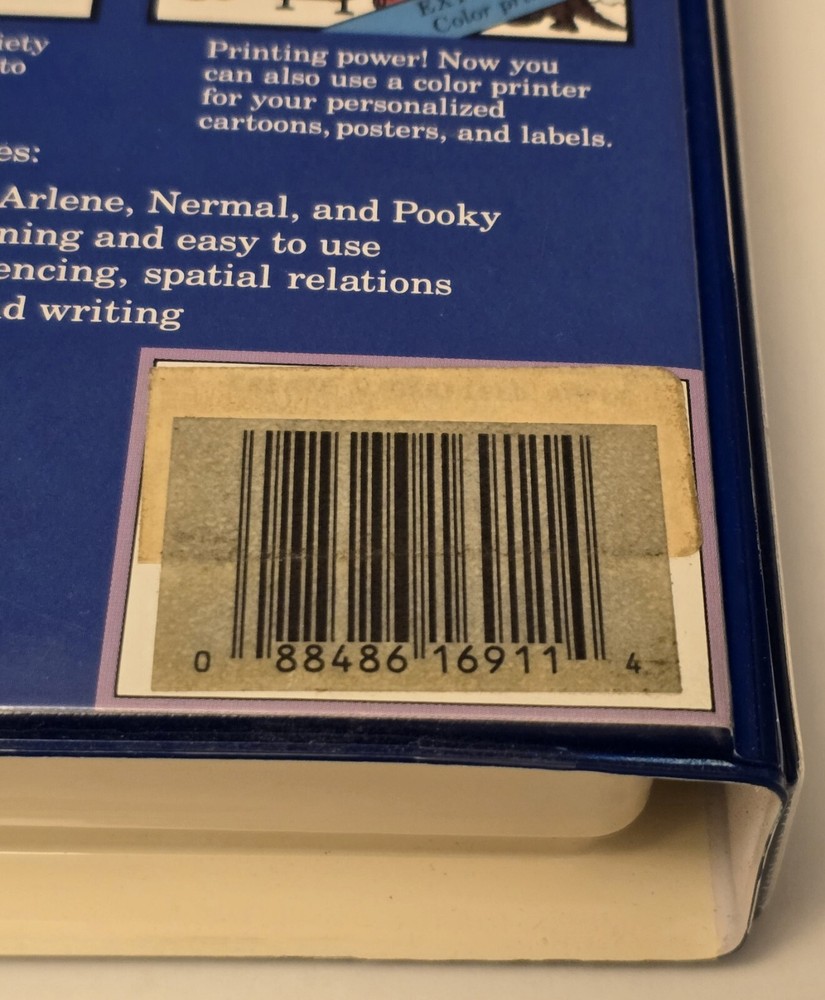 Color
iety
to
Printing power! Now you
can also use a color printer
for your personalized
cartoons, posters, and labels.
es:
Arlene, Nermal, and Pooky
ning and easy to use
encing, spatial relations
d writing
0 88486 16911 4